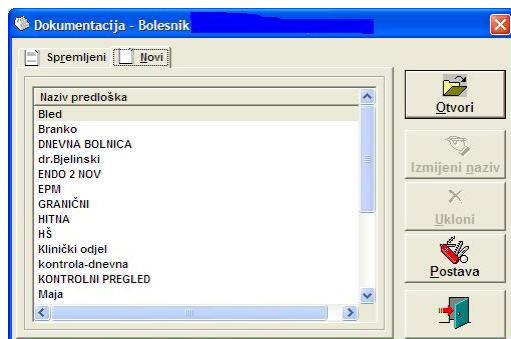 Dokumentacija - Bolesnik
Spremljeni
Novi
Naziv predloška
Bled
Branko
DNEVNA BOLNICA
dr.Bjelinski
ENDO 2 NOV
EPM
GRANIČNI
HITNA
HŠ
Klinički odjel
kontrola-dnevna
KONTROLNI PREGLED
Maja
Otvori
Izmijeni naziv
Ukloni
Postava